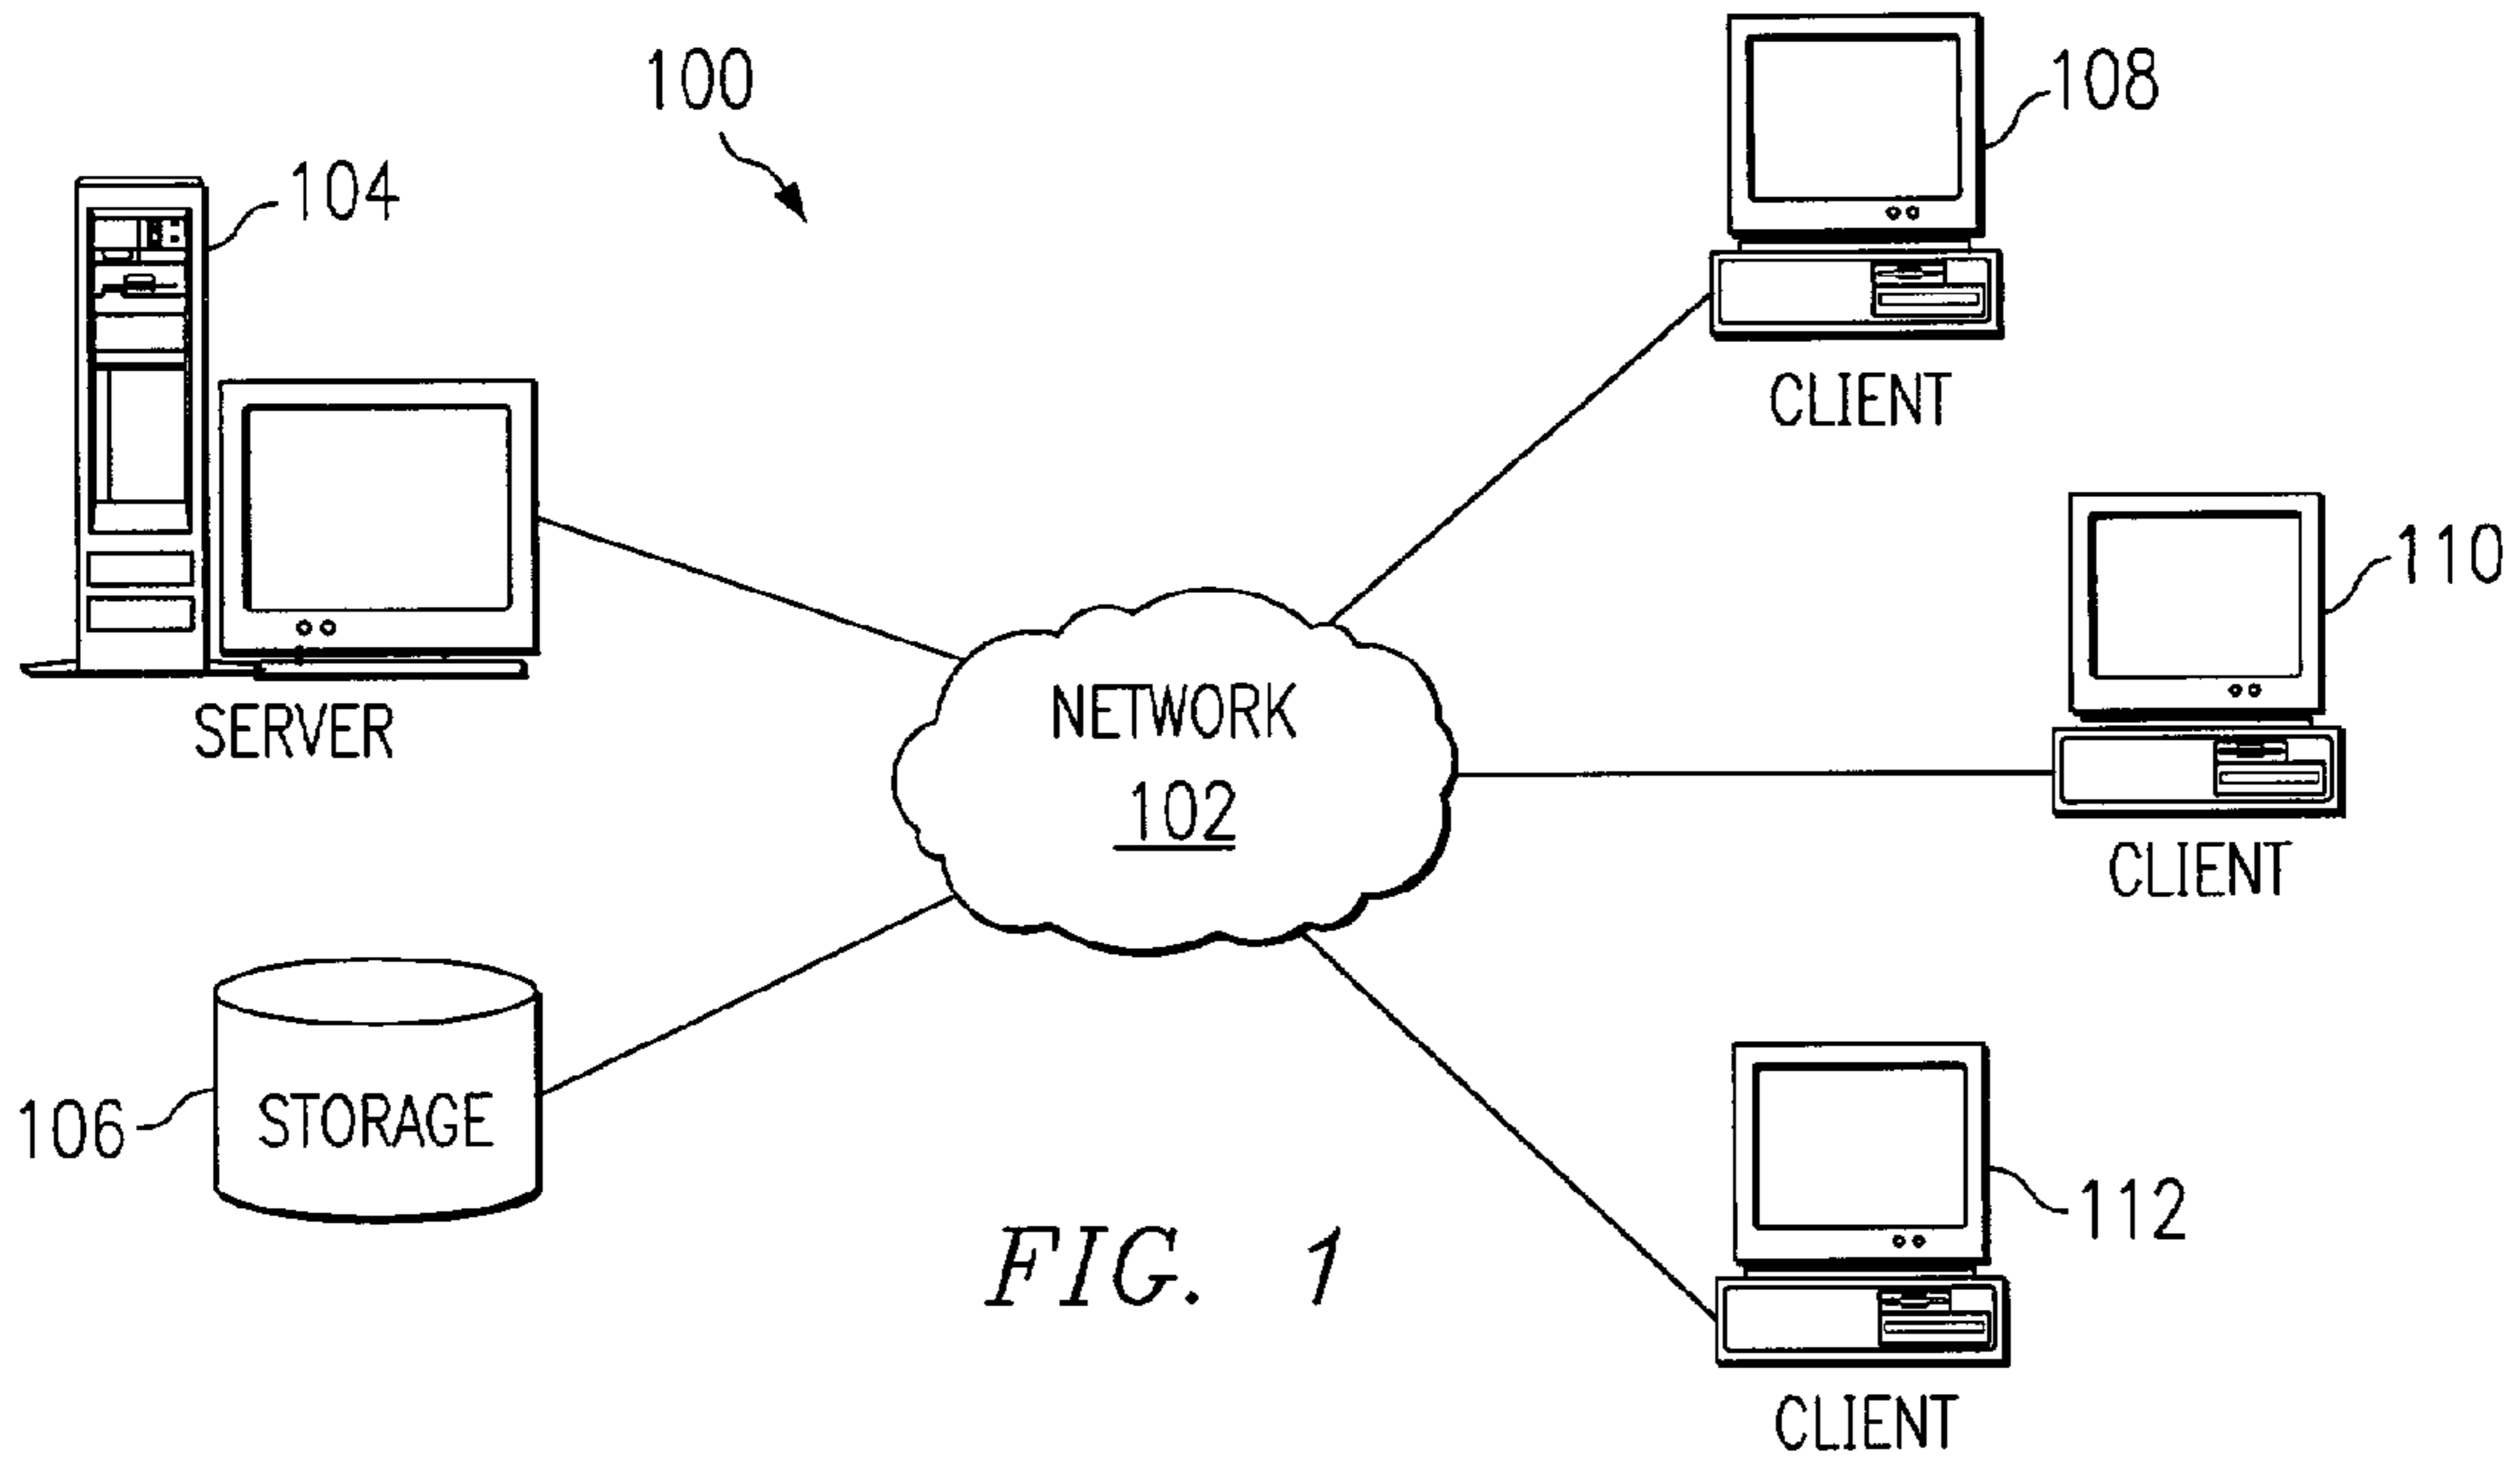 100
108
104
CLIENT
110
SERVER
NETWORK
102
CLIENT
106
STORAGE
112
FIG. 1
CLIENT